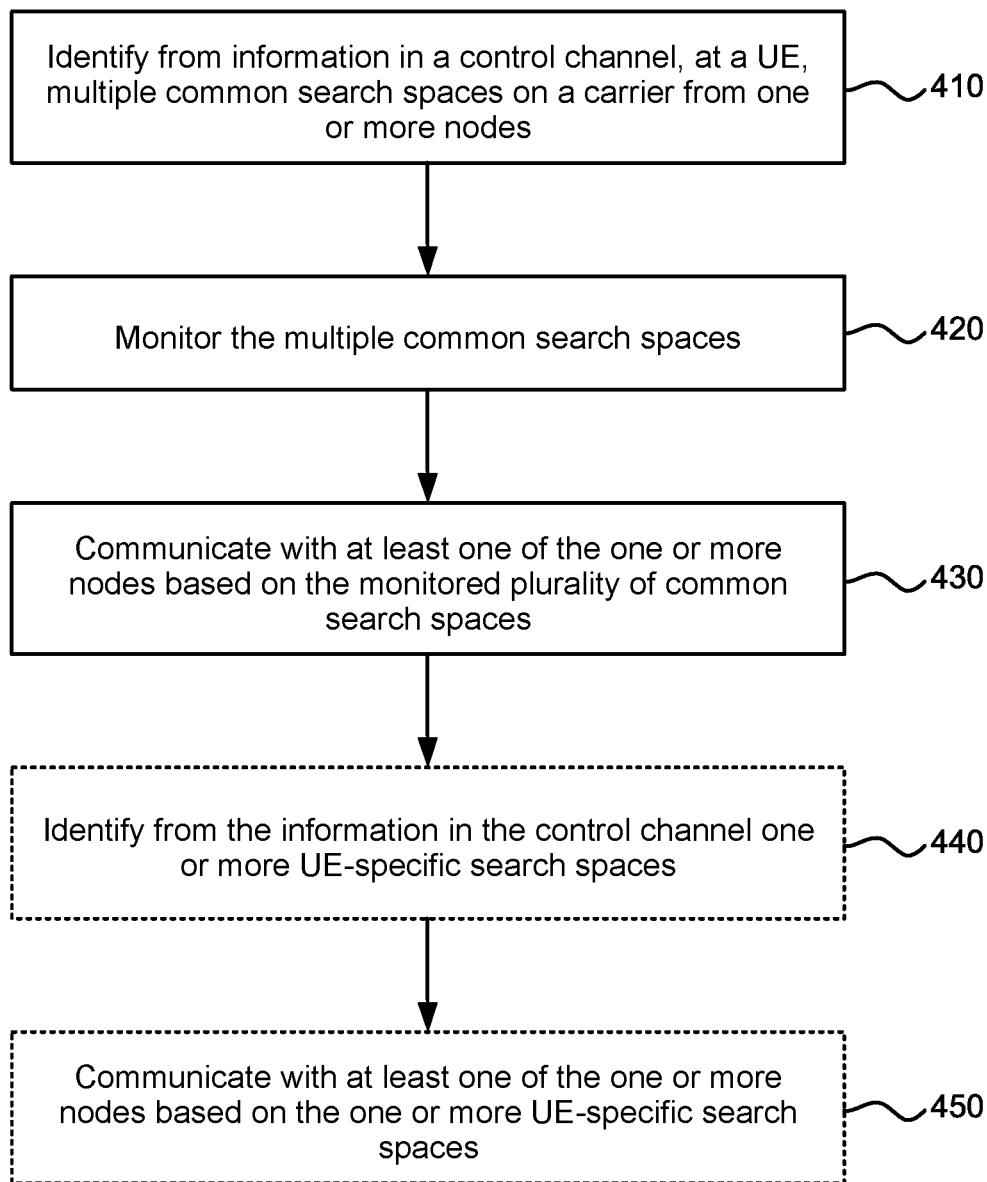 Identify from information in a control channel, at a UE,
multiple common search spaces on a carrier from one
or more nodes
410
Monitor the multiple common search spaces
420
Communicate with at least one of the one or more
nodes based on the monitored plurality of common
search spaces
430
Identify from the information in the control channel one
or more UE-specific search spaces
440
Communicate with at least one of the one or more
nodes based on the one or more UE-specific search
spaces
450